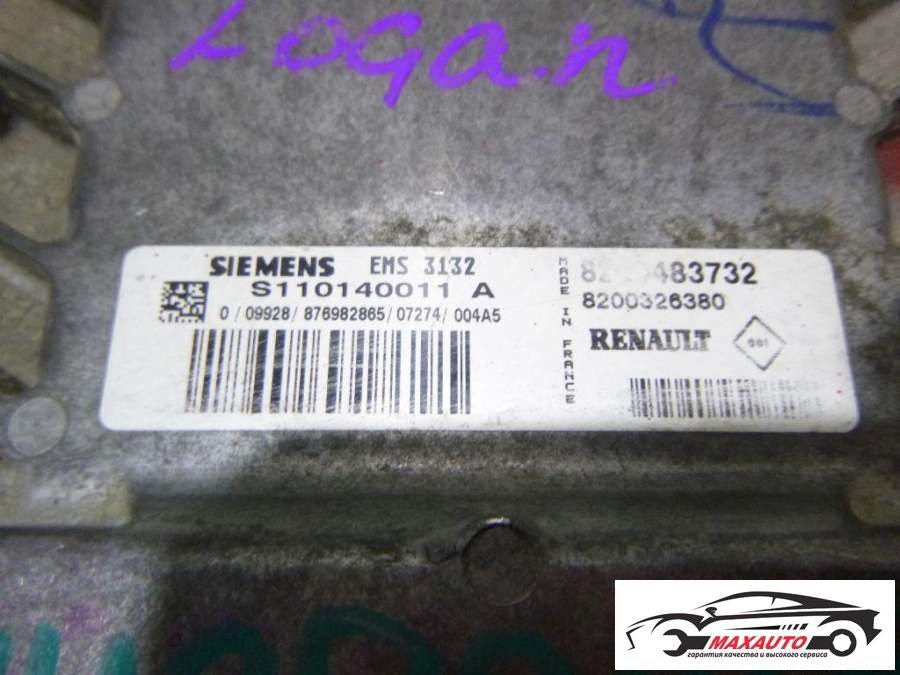 Logan
SIEMENS EMS 3132
S110140011 A
0 / 09928/ 876982865/ 07274/ 004A5
MADE IN FRANCE
483732
8200326380
RENAULT
MAXAUTO
гарантия качества и высокого сервиса